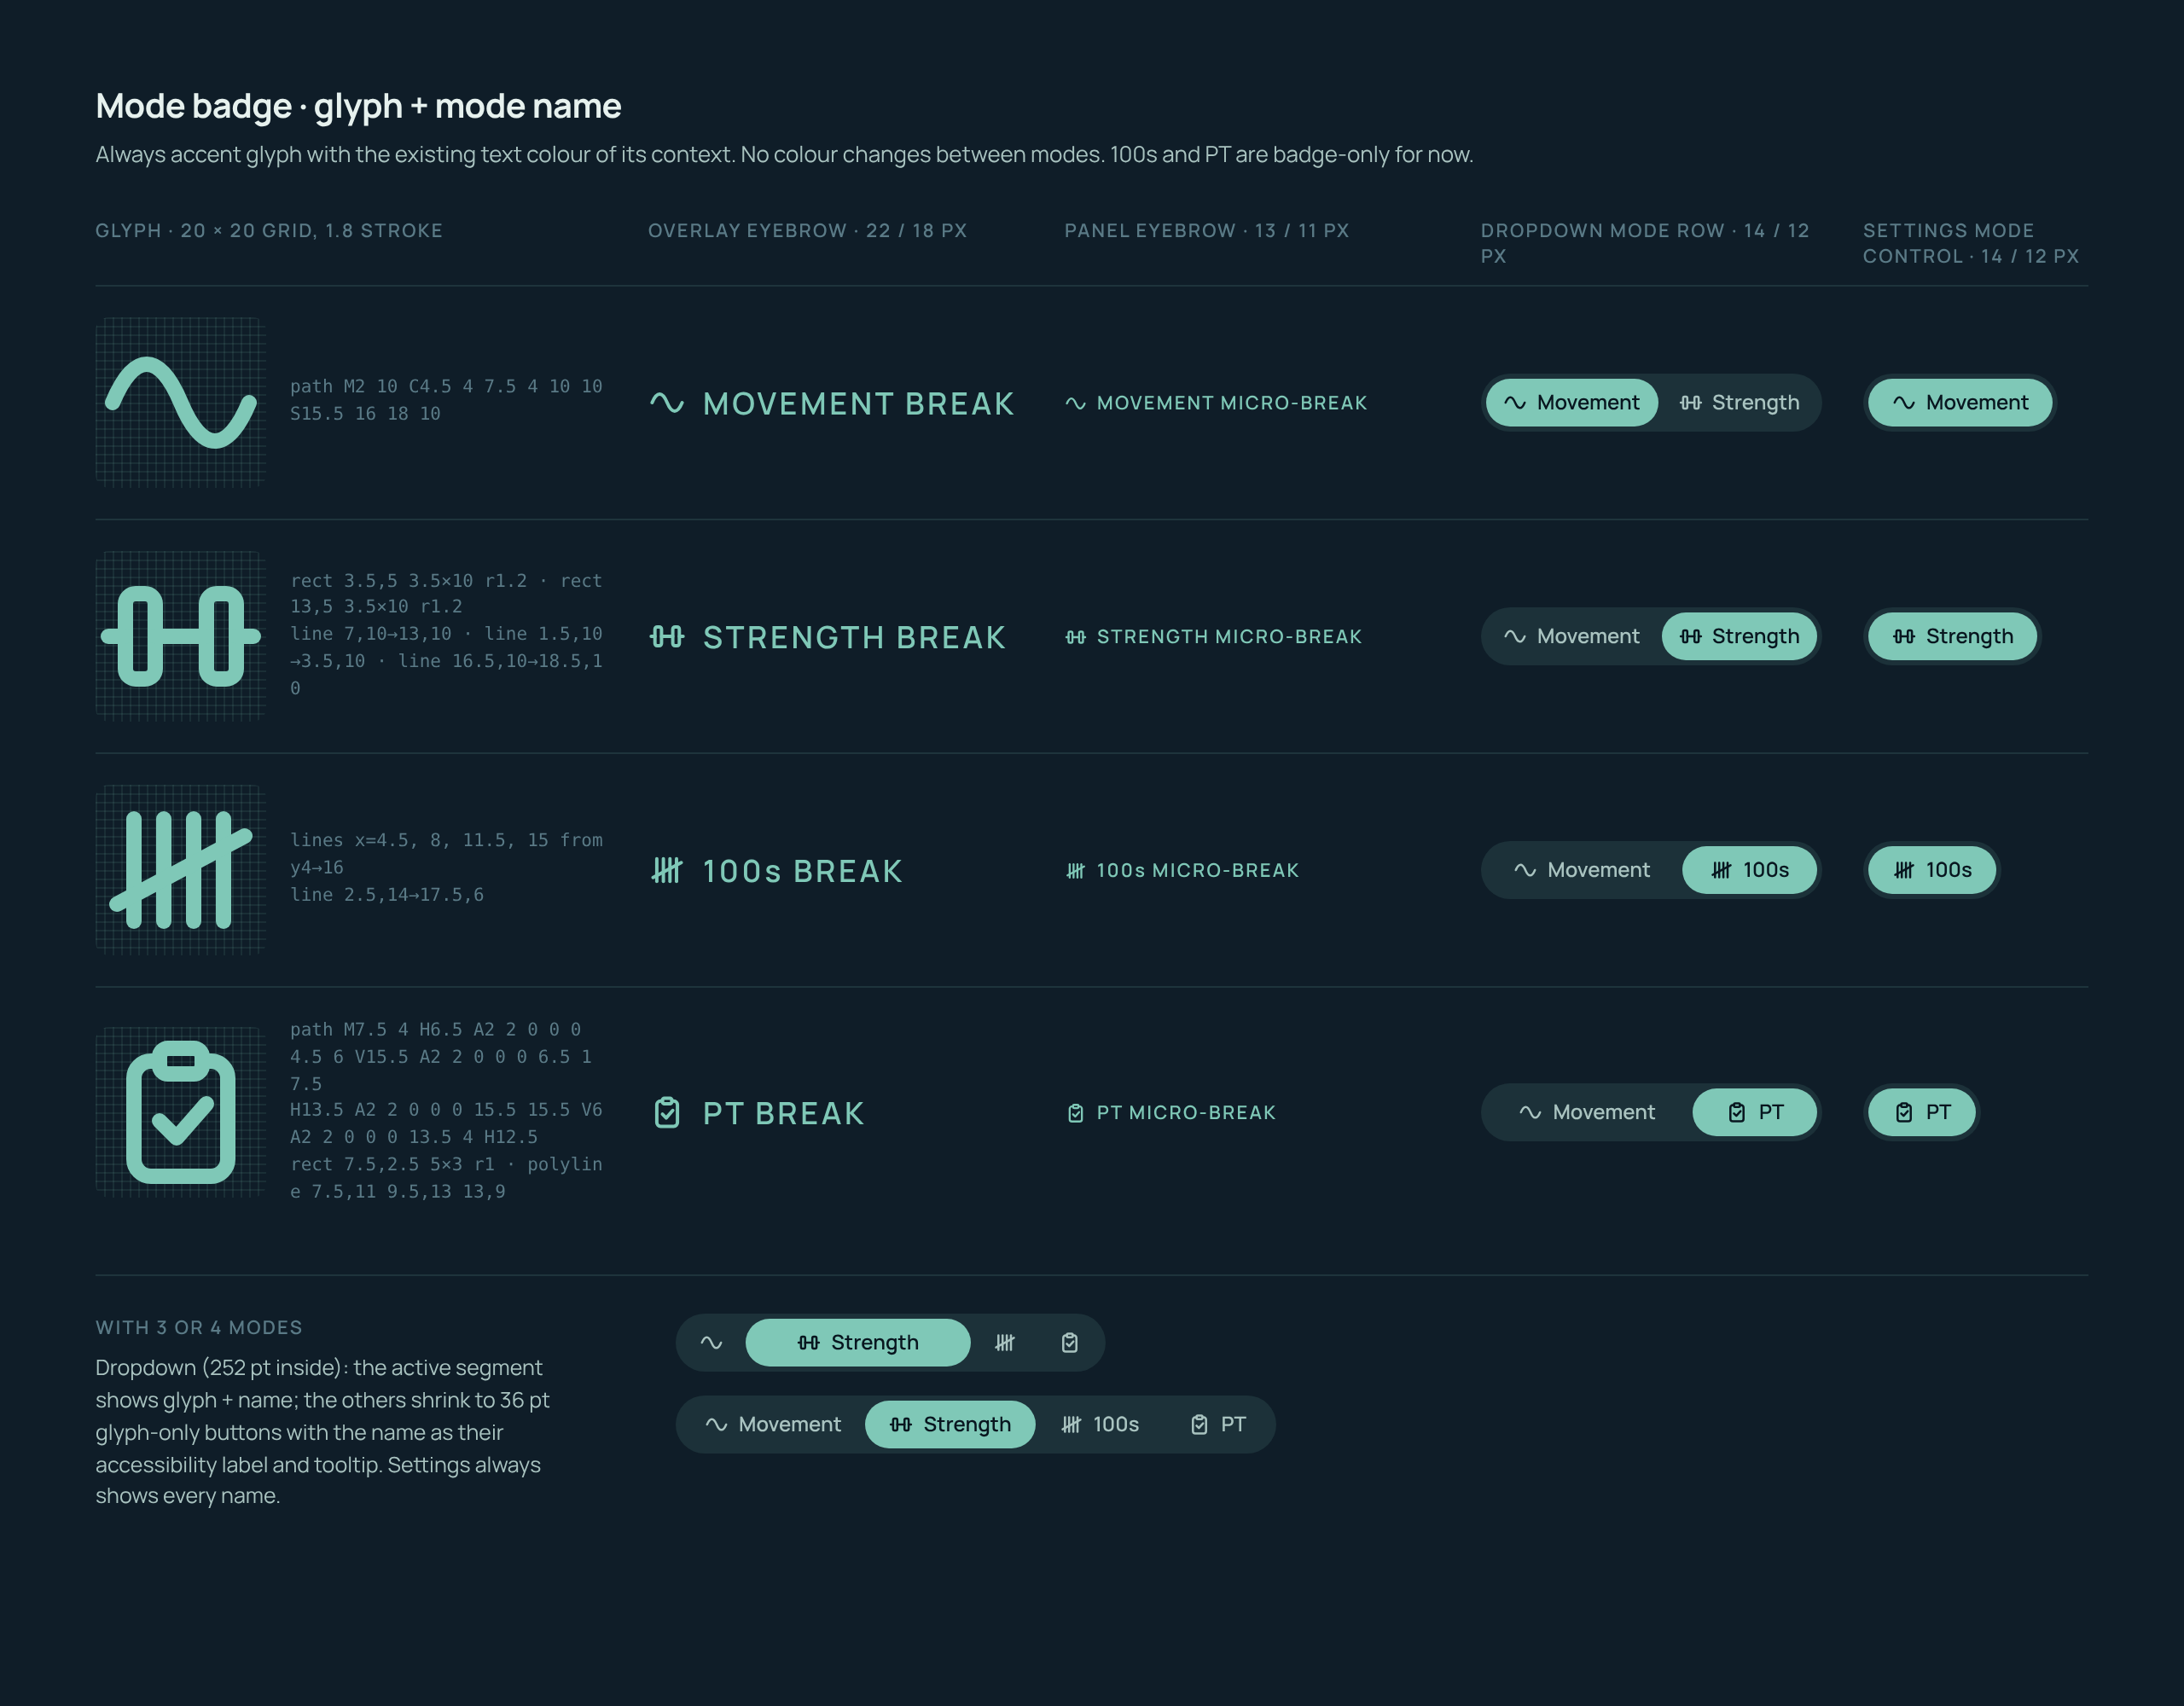 Mode badge · glyph + mode name
Always accent glyph with the existing text colour of its context. No colour changes between modes. 100s and PT are badge-only for now.
GLYPH · 20 × 20 GRID, 1.8 STROKE
OVERLAY EYEBROW · 22 / 18 PX
PANEL EYEBROW · 13 / 11 PX
DROPDOWN MODE ROW · 14 / 12
PX
SETTINGS MODE
CONTROL · 14 / 12 PX
path M2 10 C4.5 4 7.5 4 10 10
S15.5 16 18 10
MOVEMENT BREAK
MOVEMENT MICRO-BREAK
Movement
Strength
Movement
rect 3.5,5 3.5×10 r1.2 · rect
13,5 3.5×10 r1.2
line 7,10→13,10 · line 1.5,10
→3.5,10 · line 16.5,10→18.5,1
0
STRENGTH BREAK
STRENGTH MICRO-BREAK
Movement
Strength
Strength
lines x=4.5, 8, 11.5, 15 from
y4→16
line 2.5,14→17.5,6
100s BREAK
100s MICRO-BREAK
Movement
100s
100s
path M7.5 4 H6.5 A2 2 0 0 0
4.5 6 V15.5 A2 2 0 0 0 6.5 1
7.5
H13.5 A2 2 0 0 0 15.5 15.5 V6
A2 2 0 0 0 13.5 4 H12.5
rect 7.5,2.5 5×3 r1 · polylin
e 7.5,11 9.5,13 13,9
PT BREAK
PT MICRO-BREAK
Movement
PT
PT
WITH 3 OR 4 MODES
Dropdown (252 pt inside): the active segment
shows glyph + name; the others shrink to 36 pt
glyph-only buttons with the name as their
accessibility label and tooltip. Settings always
shows every name.
Strength
Movement
Strength
100s
PT